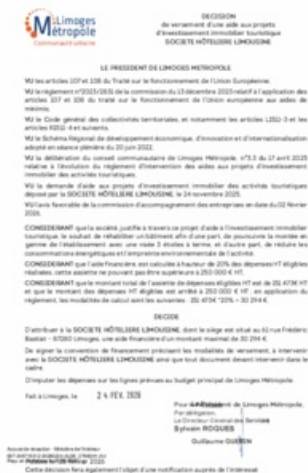 Limoges
Métropole
Communauté urbaine
DECISION
de versement d'une aide aux projets
d'investissement immobilier touristique
SOCIETE HÔTELIERE LIMOUSINE
LE PRESIDENT DE LIMOGES METROPOLE
VU les articles 107 et 108 du Traité sur le fonctionnement de l'Union Européenne.
VU le règlement n°2023/2831 de la commission du 13 décembre 2023 relatif à l'application des
articles 107 et 108 du traité sur le fonctionnement de l'Union européenne aux aides de
minimis,
VU le Code général des collectivités territoriales, et notamment les articles L1511-3 et les
articles R1511-4 et suivants,
VU le Schéma Régional de développement économique, d'innovation et d'internationalisation
adopté en séance plénière du 20 juin 2022,
VU la délibération du conseil communautaire de Limoges Métropole, n°3.3 du 17 avril 2025
relative à l'évolution du règlement d'intervention des aides aux projets d'investissement
immobilier des activités touristiques.
VU la demande d'aide aux projets d'investissement immobilier des activités touristiques
déposé par la SOCIETE HÔTELIERE LIMOUSINE, le 24 novembre 2025.
VU l'avis favorable de la commission d'accompagnement des entreprises en date du 02 février
2026,
CONSIDERANT que la société justifie à travers ce projet d'aide à l'investissement immobilier
touristique, le souhait de réhabiliter un bâtiment afin d'une part, de poursuivre la montée en
gamme de l'établissement avec une visée 3 étoiles à terme, et d'autre part, de réduire les
consommations énergétiques et l'empreinte environnementale de l'activité.
CONSIDERANT que l'aide financière est calculée à hauteur de 20% des dépenses HT éligibles
réalisées, cette assiette ne pouvant pas être supérieure à 250 000 € HT.
CONSIDERANT que le montant total de l'assiette de dépenses éligibles HT est de 151 473€ HT
et que le montant des dépenses HT éligibles est arrêté à 250 000 € HT, en application du
règlement, les modalités de calcul sont les suivantes : 151 473€ *20% = 30 294 €.
DECIDE
D'attribuer à la SOCIETE HÔTELIERE LIMOUSINE, dont le siège est situé au 61 rue Frédéric
Bastiat – 87280 Limoges, une aide financière d'un montant maximal de 30 294 €.
De signer la convention de financement précisant les modalités de versement, à intervenir
avec la SOCIETE HÔTELIERE LIMOUSINE ainsi que tout document devant intervenir dans le
cadre.
D'imputer les dépenses sur les lignes prévues au budget principal de Limoges Métropole.
Fait à Limoges, le 24 FEV. 2026
Pour le Président de Limoges Métropole,
Par délégation,
Le Directeur Général des Services
Sylvain ROQUES
Guillaume GUERIN
Cette décision fera également l'objet d'une notification auprès de l'intéressé